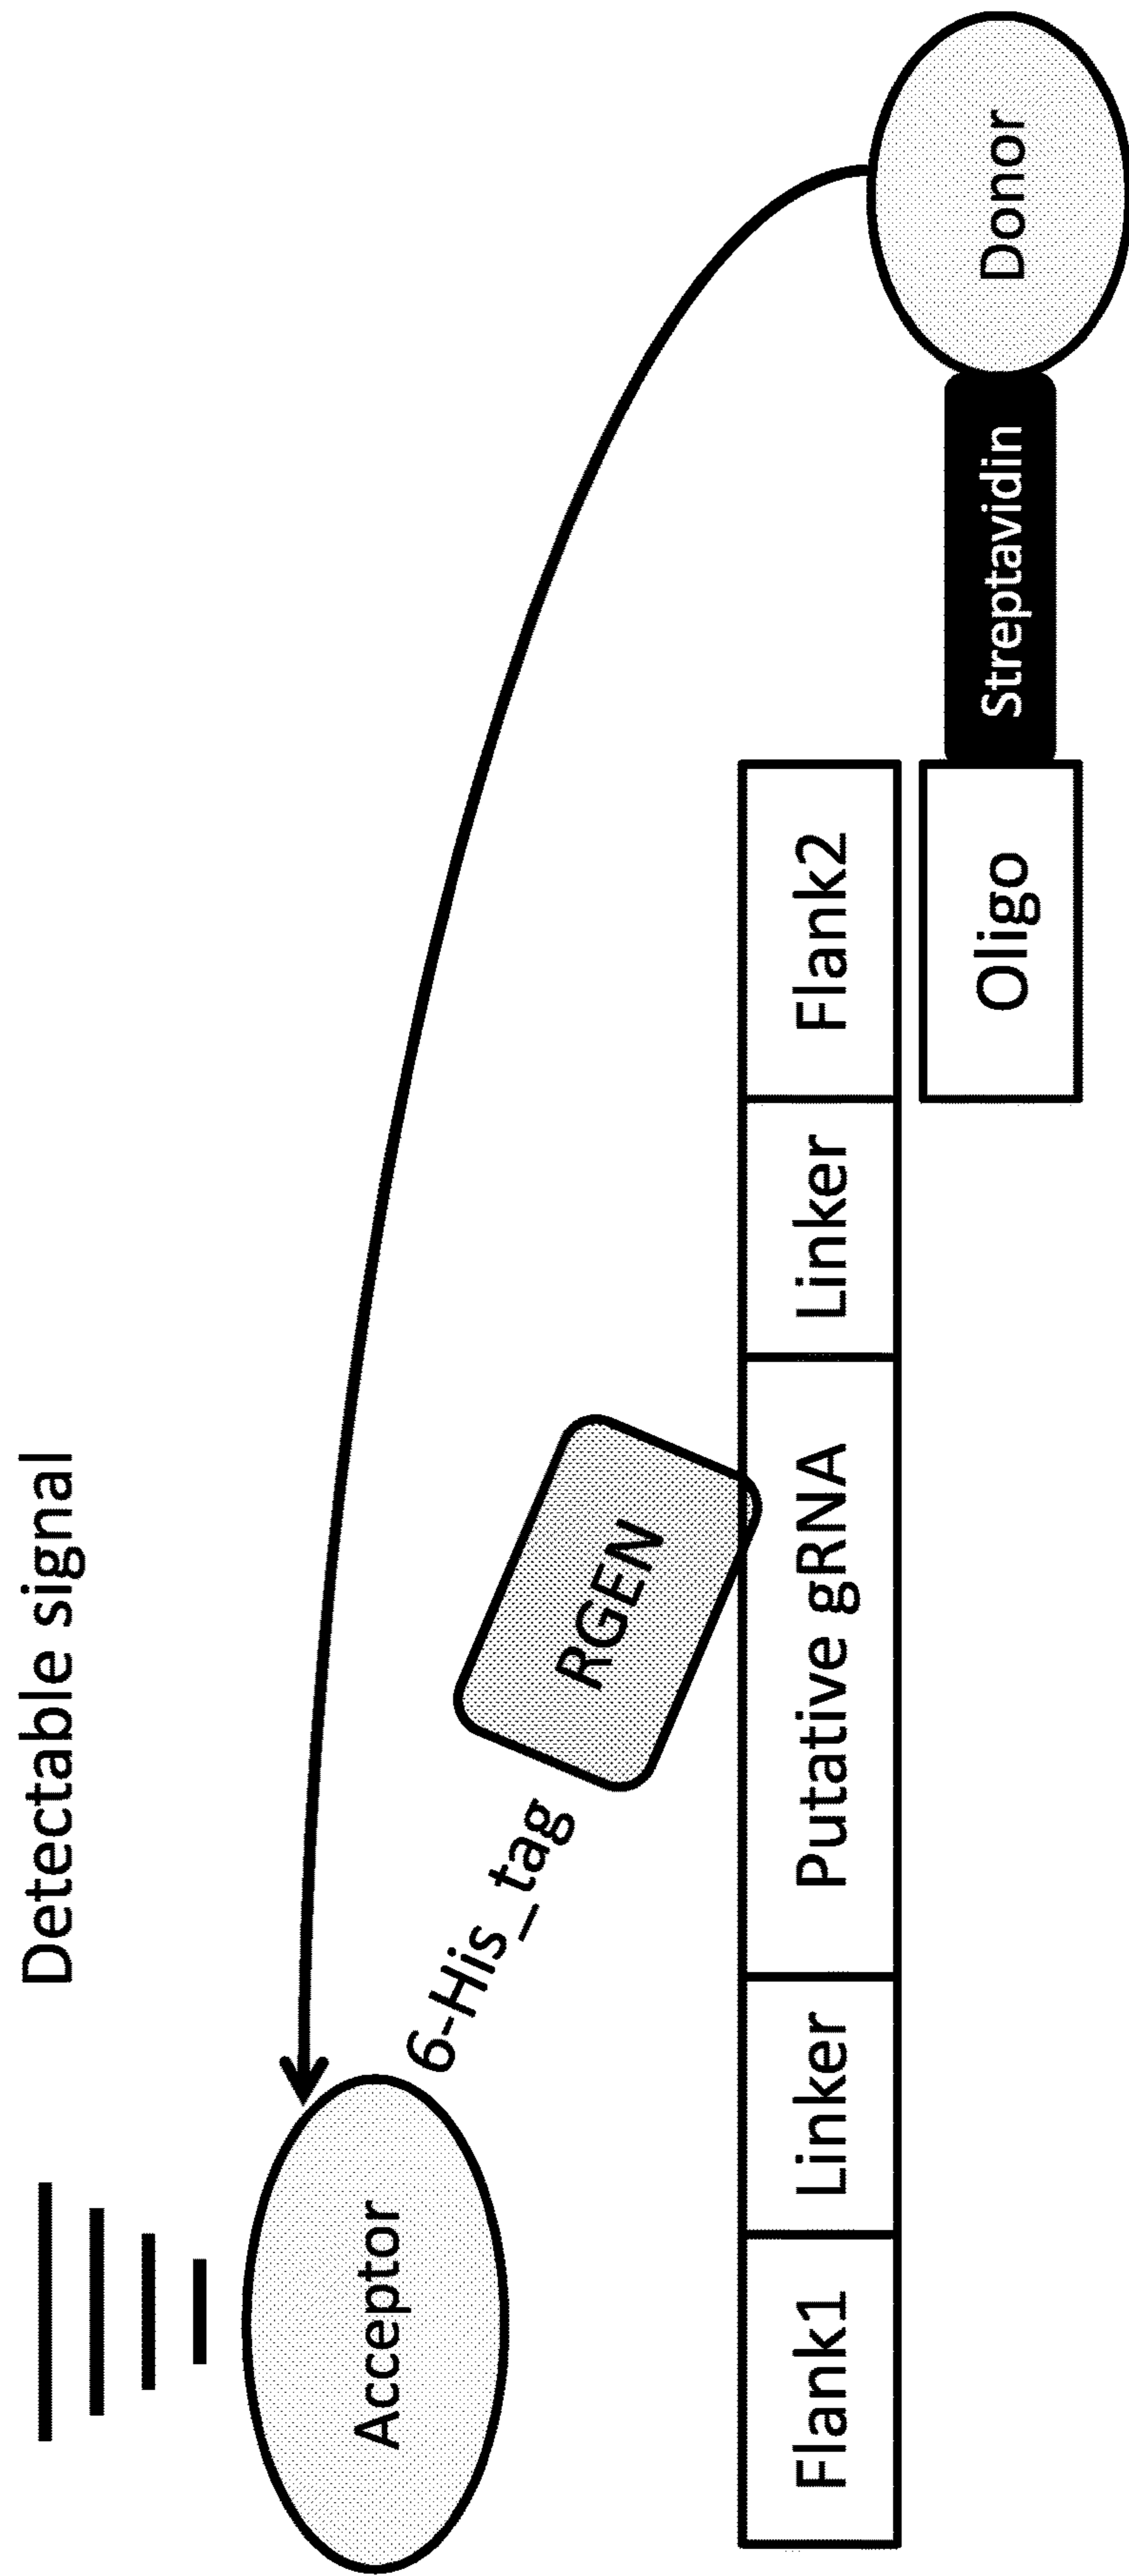 Detectable signal
Acceptor
6-His_tag
RGEN
Donor
Flank1
Linker
Putative gRNA
Linker
Flank2
Oligo
Streptavidin